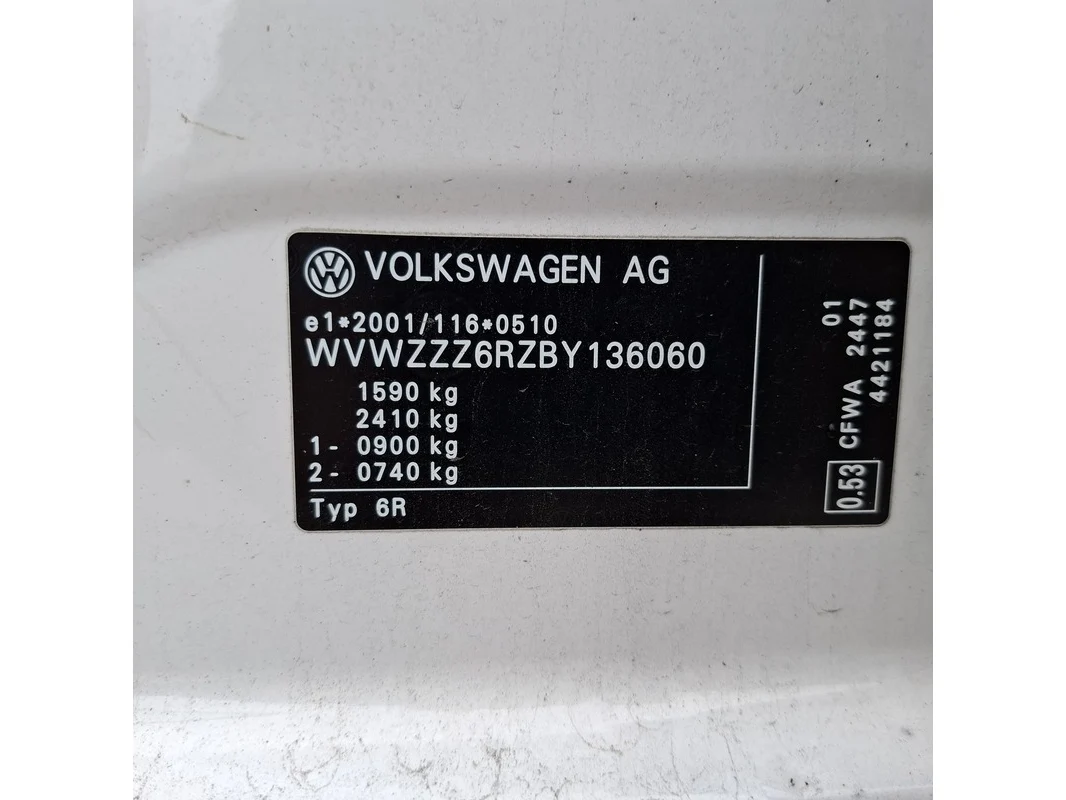 VOLKSWAGEN AG
e1*2001/116*0510
WVWZZZ6RZBY136060
1590 kg
2410 kg
1- 0900 kg
2- 0740 kg
Typ 6R
01
0.53 CFWA 2447
4421184